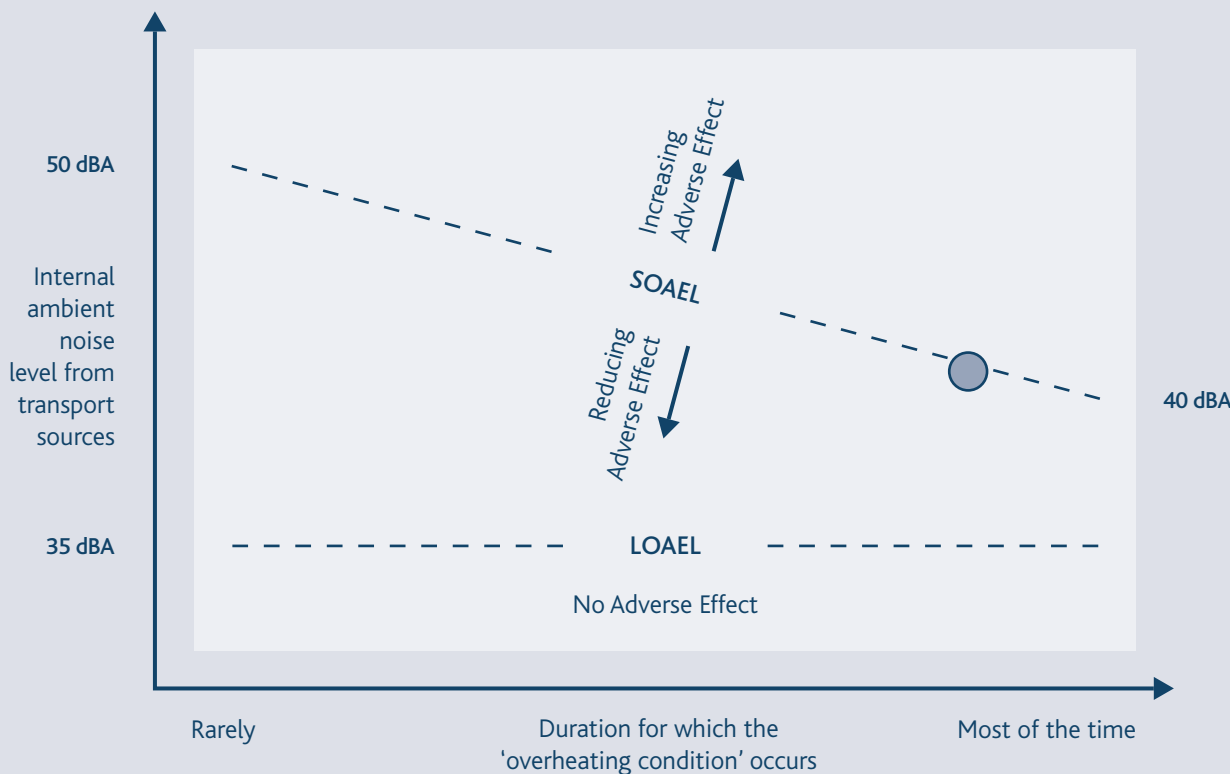 50 dBA
Increasing
Adverse Effect
Internal
ambient
noise
level from
transport
sources
SOAEL
Reducing
Adverse Effect
40 dBA
35 dBA
LOAEL
No Adverse Effect
Rarely
Duration for which the
‘overheating condition’ occurs
Most of the time